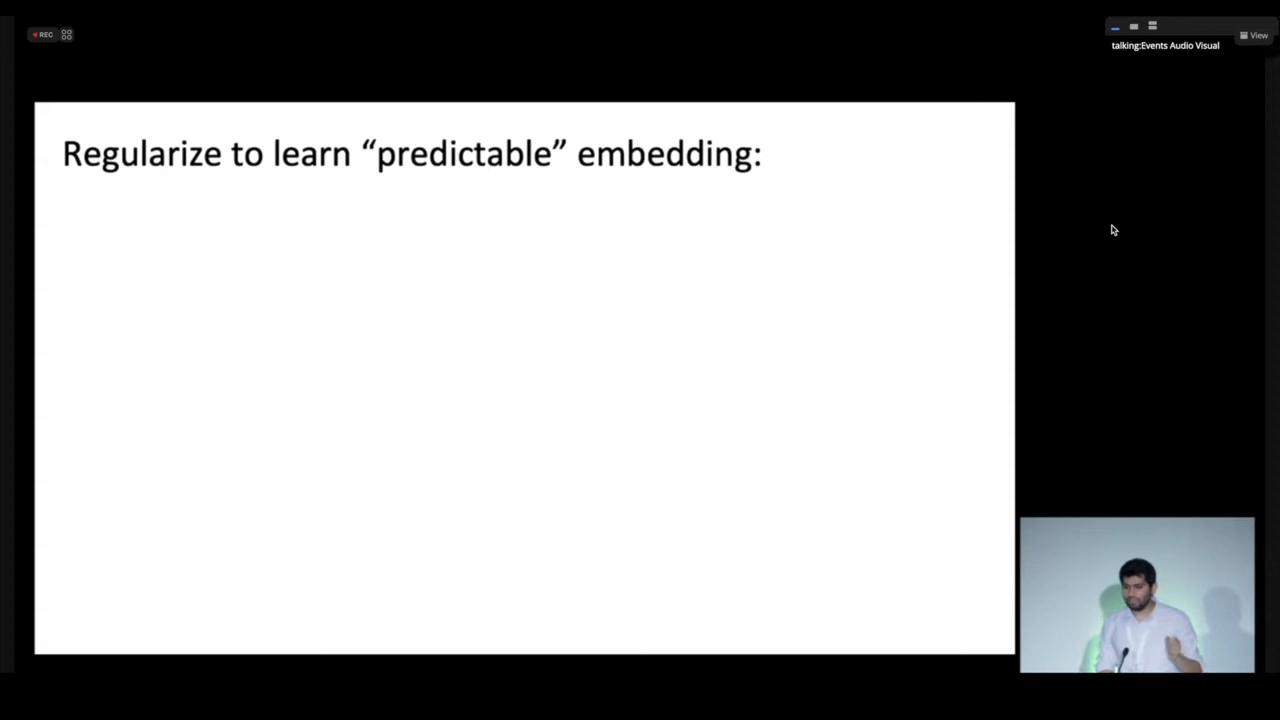 REC
View
talking:Events Audio Visual
Regularize to learn “predictable” embedding: